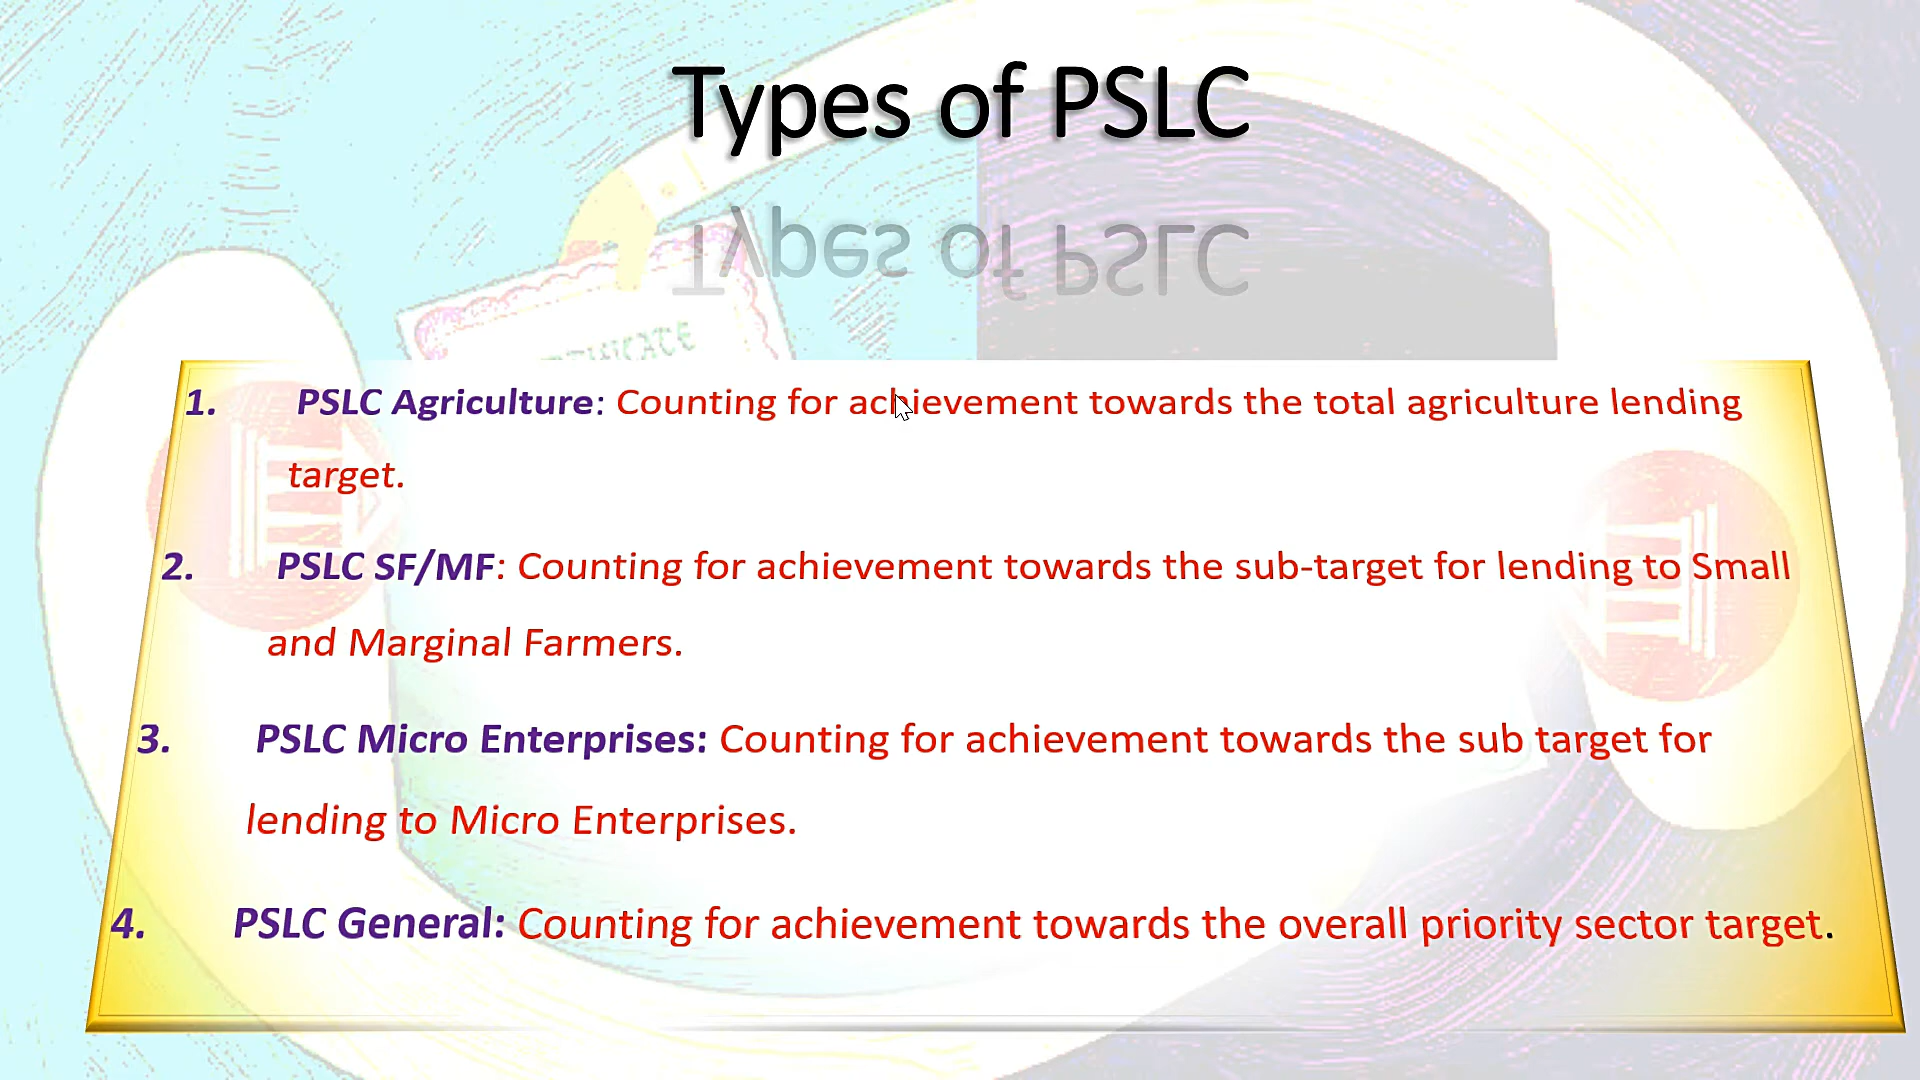 Types of PSLC
1. PSLC Agriculture: Counting for achievement towards the total agriculture lending
target.
2. PSLC SF/MF: Counting for achievement towards the sub-target for lending to Small
and Marginal Farmers.
3. PSLC Micro Enterprises: Counting for achievement towards the sub target for
lending to Micro Enterprises.
4. PSLC General: Counting for achievement towards the overall priority sector target.